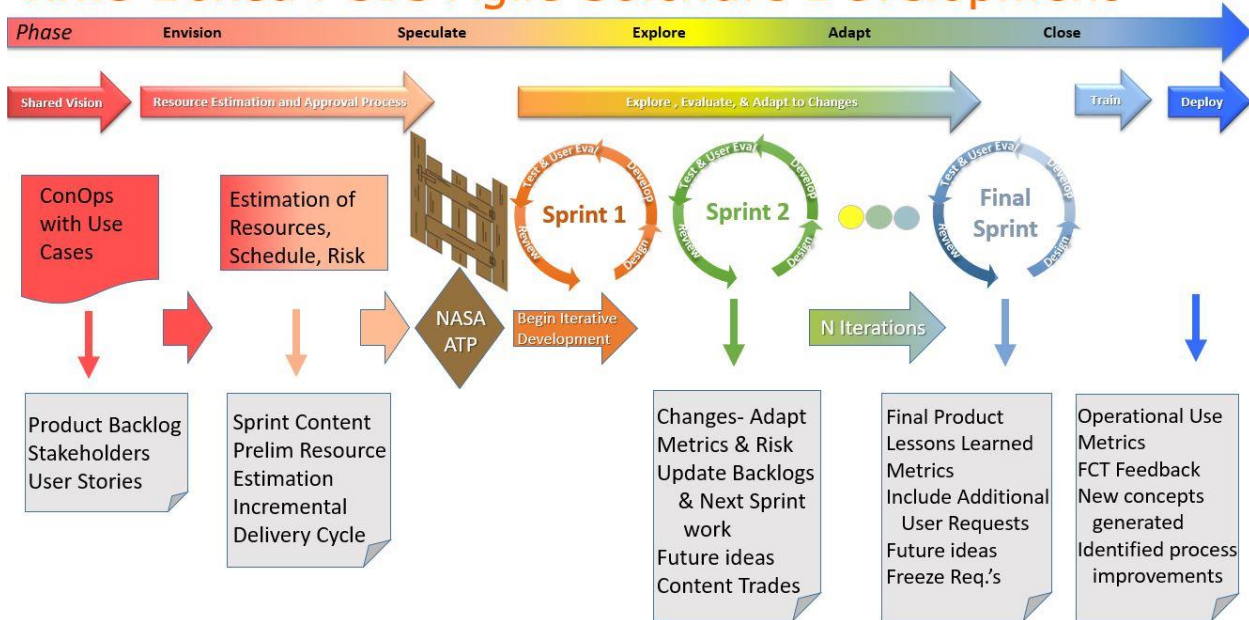 Phase Envision Speculate Explore Adapt Close
Shared Vision
Resource Estimation and Approval Process
Explore , Evaluate, & Adapt to Changes
Train
Deploy
ConOps
with Use
Cases
Estimation of
Resources,
Schedule, Risk
Test & User Eval
Develop
Review
Design
Sprint 1
Test & User Eval
Develop
Review
Design
Sprint 2
Test & User Eval
Develop
Review
Design
Final
Sprint
NASA
ATP
Begin Iterative
Development
N Iterations
Product Backlog
Stakeholders
User Stories
Sprint Content
Prelim Resource
Estimation
Incremental
Delivery Cycle
Changes- Adapt
Metrics & Risk
Update Backlogs
& Next Sprint
work
Future ideas
Content Trades
Final Product
Lessons Learned
Metrics
Include Additional
User Requests
Future ideas
Freeze Req.'s
Operational Use
Metrics
FCT Feedback
New concepts
generated
Identified process
improvements